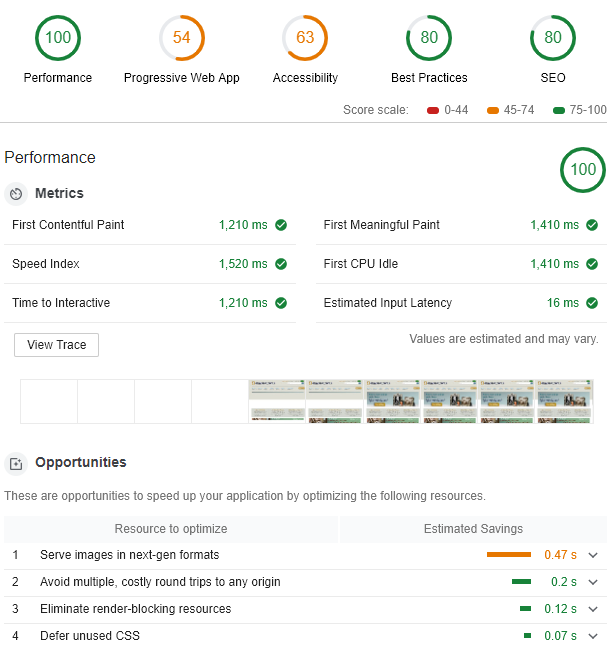 100 54 63 80 80
Performance Progressive Web App Accessibility Best Practices SEO
Score scale: 0-44 45-74 75-100
Performance 100
Metrics
First Contentful Paint 1,210 ms First Meaningful Paint 1,410 ms
Speed Index 1,520 ms First CPU Idle 1,410 ms
Time to Interactive 1,210 ms Estimated Input Latency 16 ms
View Trace Values are estimated and may vary.
Opportunities
These are opportunities to speed up your application by optimizing the following resources.
Resource to optimize Estimated Savings
1 Serve images in next-gen formats 0.47 s
2 Avoid multiple, costly round trips to any origin 0.2 s
3 Eliminate render-blocking resources 0.12 s
4 Defer unused CSS 0.07 s